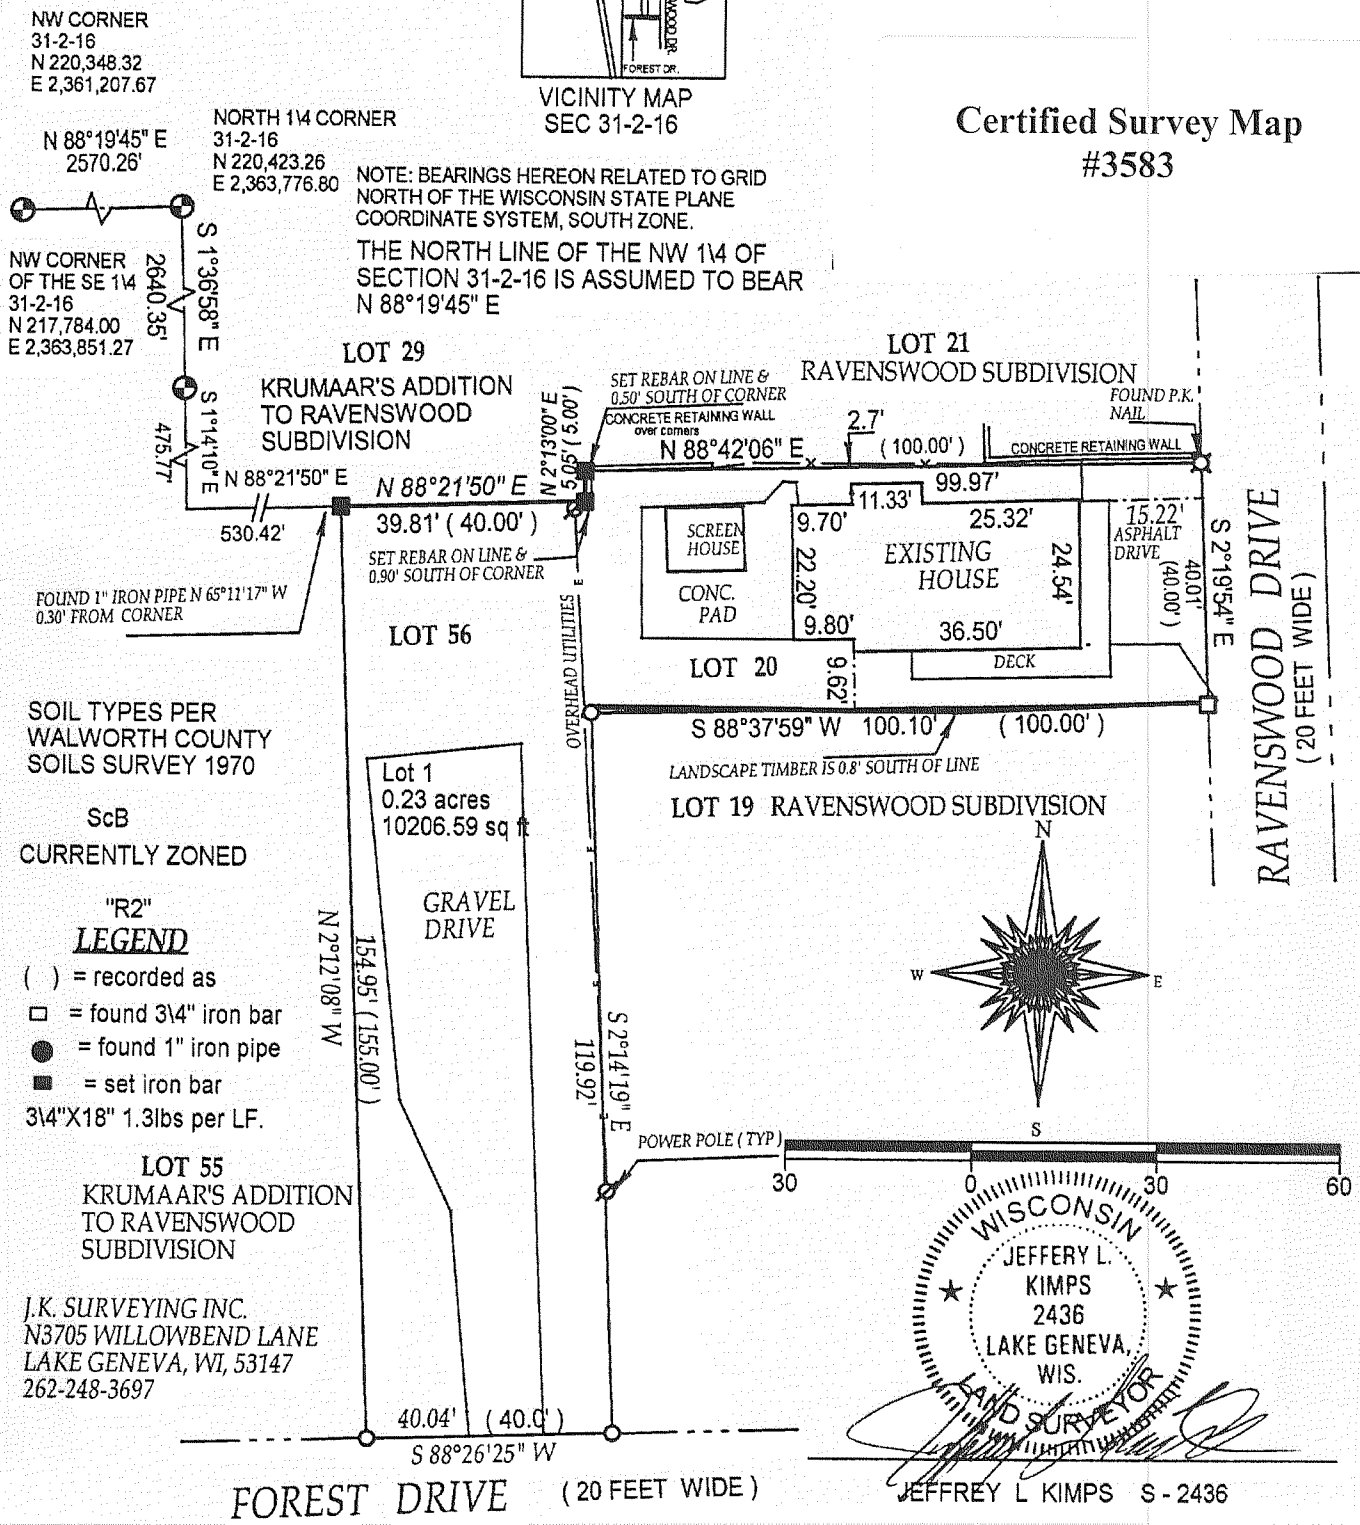 NW CORNER
31-2-16
N 220,348.32
E 2,361,207.67
WOOD DR.
FOREST DR.
VICINITY MAP
SEC 31-2-16
Certified Survey Map
#3583
N 88°19'45" E
2570.26'
NORTH 1\4 CORNER
31-2-16
N 220,423.26
E 2,363,776.80
NOTE: BEARINGS HEREON RELATED TO GRID
NORTH OF THE WISCONSIN STATE PLANE
COORDINATE SYSTEM, SOUTH ZONE.
THE NORTH LINE OF THE NW 1\4 OF
SECTION 31-2-16 IS ASSUMED TO BEAR
N 88°19'45" E
NW CORNER
OF THE SE 1\4
31-2-16
N 217,784.00
E 2,363,851.27
S 1°36'58" E
2640.35'
S 1°14'10" E
475.77'
LOT 29
KRUMAAR'S ADDITION
TO RAVENSWOOD
SUBDIVISION
N 88°21'50" E
530.42'
N 88°21'50" E
39.81' ( 40.00' )
N 2°13'00" E
5.05' ( 5.00' )
SET REBAR ON LINE &
0.50' SOUTH OF CORNER
CONCRETE RETAINING WALL
over corners
N 88°42'06" E
2.7'
( 100.00' )
99.97'
LOT 21
RAVENSWOOD SUBDIVISION
FOUND P.K.
NAIL
CONCRETE RETAINING WALL
SET REBAR ON LINE &
0.90' SOUTH OF CORNER
FOUND 1" IRON PIPE N 65°11'17" W
0.30' FROM CORNER
LOT 56
OVERHEAD UTILITIES
E
SCREEN
HOUSE
CONC.
PAD
9.70'
11.33'
25.32'
22.20'
EXISTING
HOUSE
24.54'
9.80'
36.50'
DECK
9.62'
15.22'
ASPHALT
DRIVE
40.01'
(40.00')
S 2°19'54" E
RAVENSWOOD DRIVE
( 20 FEET WIDE )
LOT 20
S 88°37'59" W 100.10' ( 100.00' )
LANDSCAPE TIMBER IS 0.8' SOUTH OF LINE
LOT 19 RAVENSWOOD SUBDIVISION
SOIL TYPES PER
WALWORTH COUNTY
SOILS SURVEY 1970
ScB
CURRENTLY ZONED
"R2"
Lot 1
0.23 acres
10206.59 sq ft
GRAVEL
DRIVE
N
W
E
S
LEGEND
( ) = recorded as
= found 3\4" iron bar
= found 1" iron pipe
= set iron bar
3\4"X18" 1.3lbs per LF.
N 2°12'08" W
154.95' ( 155.00' )
E
E
E
S 2°14'19" E
119.92'
POWER POLE ( TYP )
LOT 55
KRUMAAR'S ADDITION
TO RAVENSWOOD
SUBDIVISION
30 0 30 60
J.K. SURVEYING INC.
N3705 WILLOWBEND LANE
LAKE GENEVA, WI, 53147
262-248-3697
WISCONSIN
JEFFERY L.
KIMPS
2436
LAKE GENEVA,
WIS.
LAND SURVEYOR
40.04' ( 40.0' )
S 88°26'25" W
FOREST DRIVE ( 20 FEET WIDE )
JEFFREY L KIMPS S - 2436